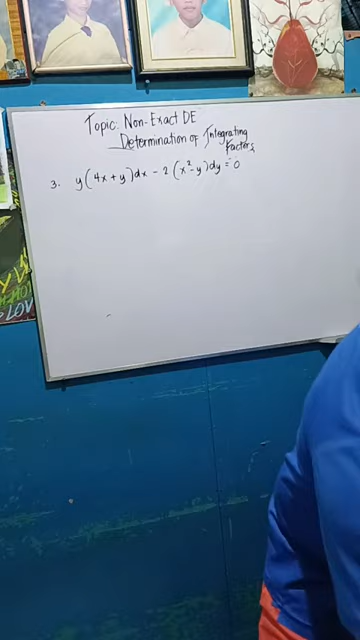 Topic: Non-Exact DE
Determination of Integrating
Factors
3. y(4x+y)dx - 2(x²-y)dy = 0